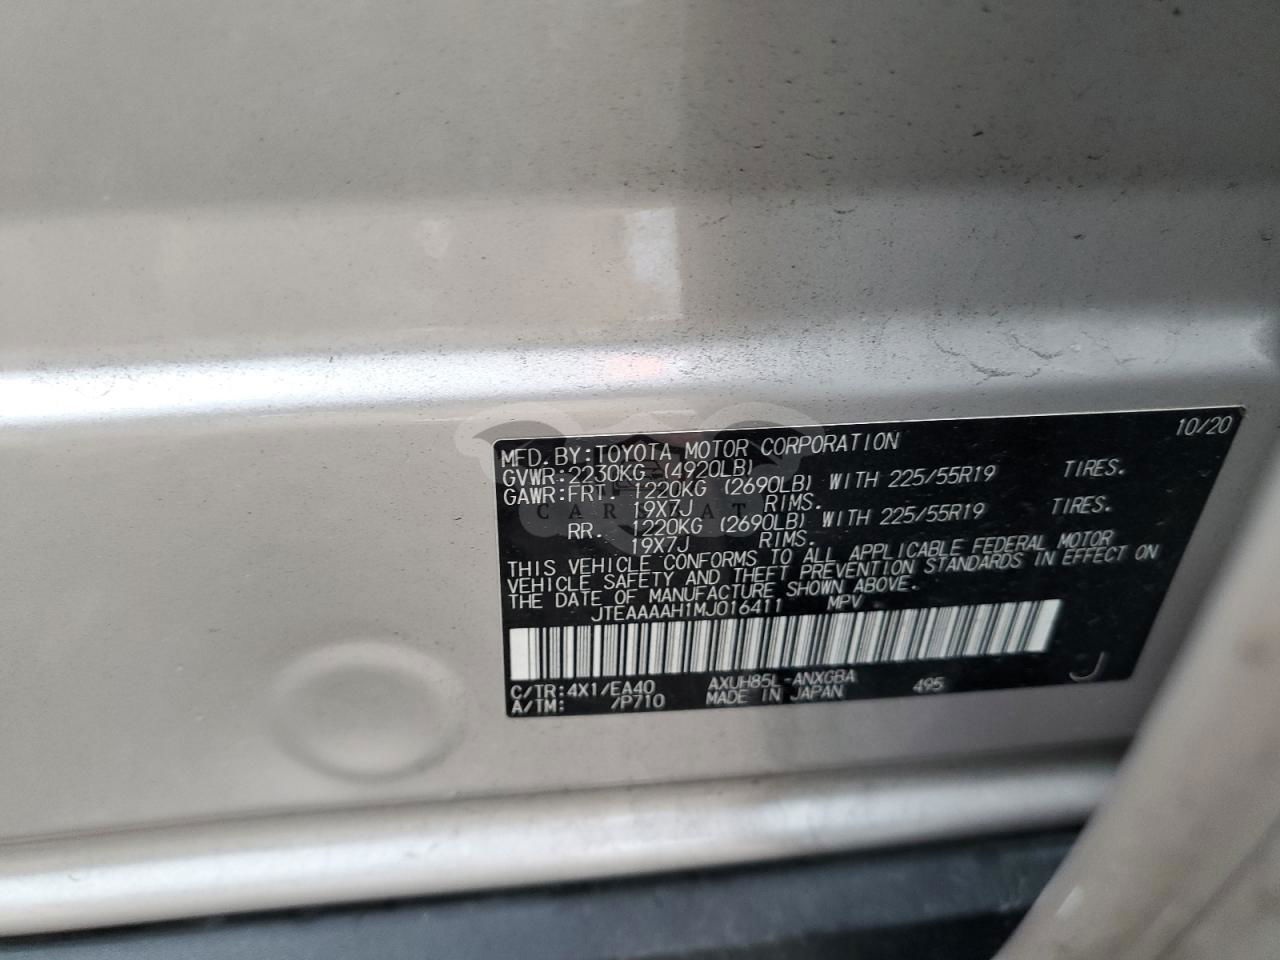 10/20
MFD. BY: TOYOTA MOTOR CORPORATION
GVWR: 2230KG (4920LB)
GAWR: FRT. 1220KG (2690LB) WITH 225/55R19 TIRES.
19X7J RIMS.
RR. 1220KG (2690LB) WITH 225/55R19 TIRES.
19X7J RIMS.
THIS VEHICLE CONFORMS TO ALL APPLICABLE FEDERAL MOTOR
VEHICLE SAFETY AND THEFT PREVENTION STANDARDS IN EFFECT ON
THE DATE OF MANUFACTURE SHOWN ABOVE.
JTEAAAAH1MJ016411 MPV
C/TR: 4X1/EA40 AXUH85L-ANXGBA 495 J
A/TM: /P710 MADE IN JAPAN